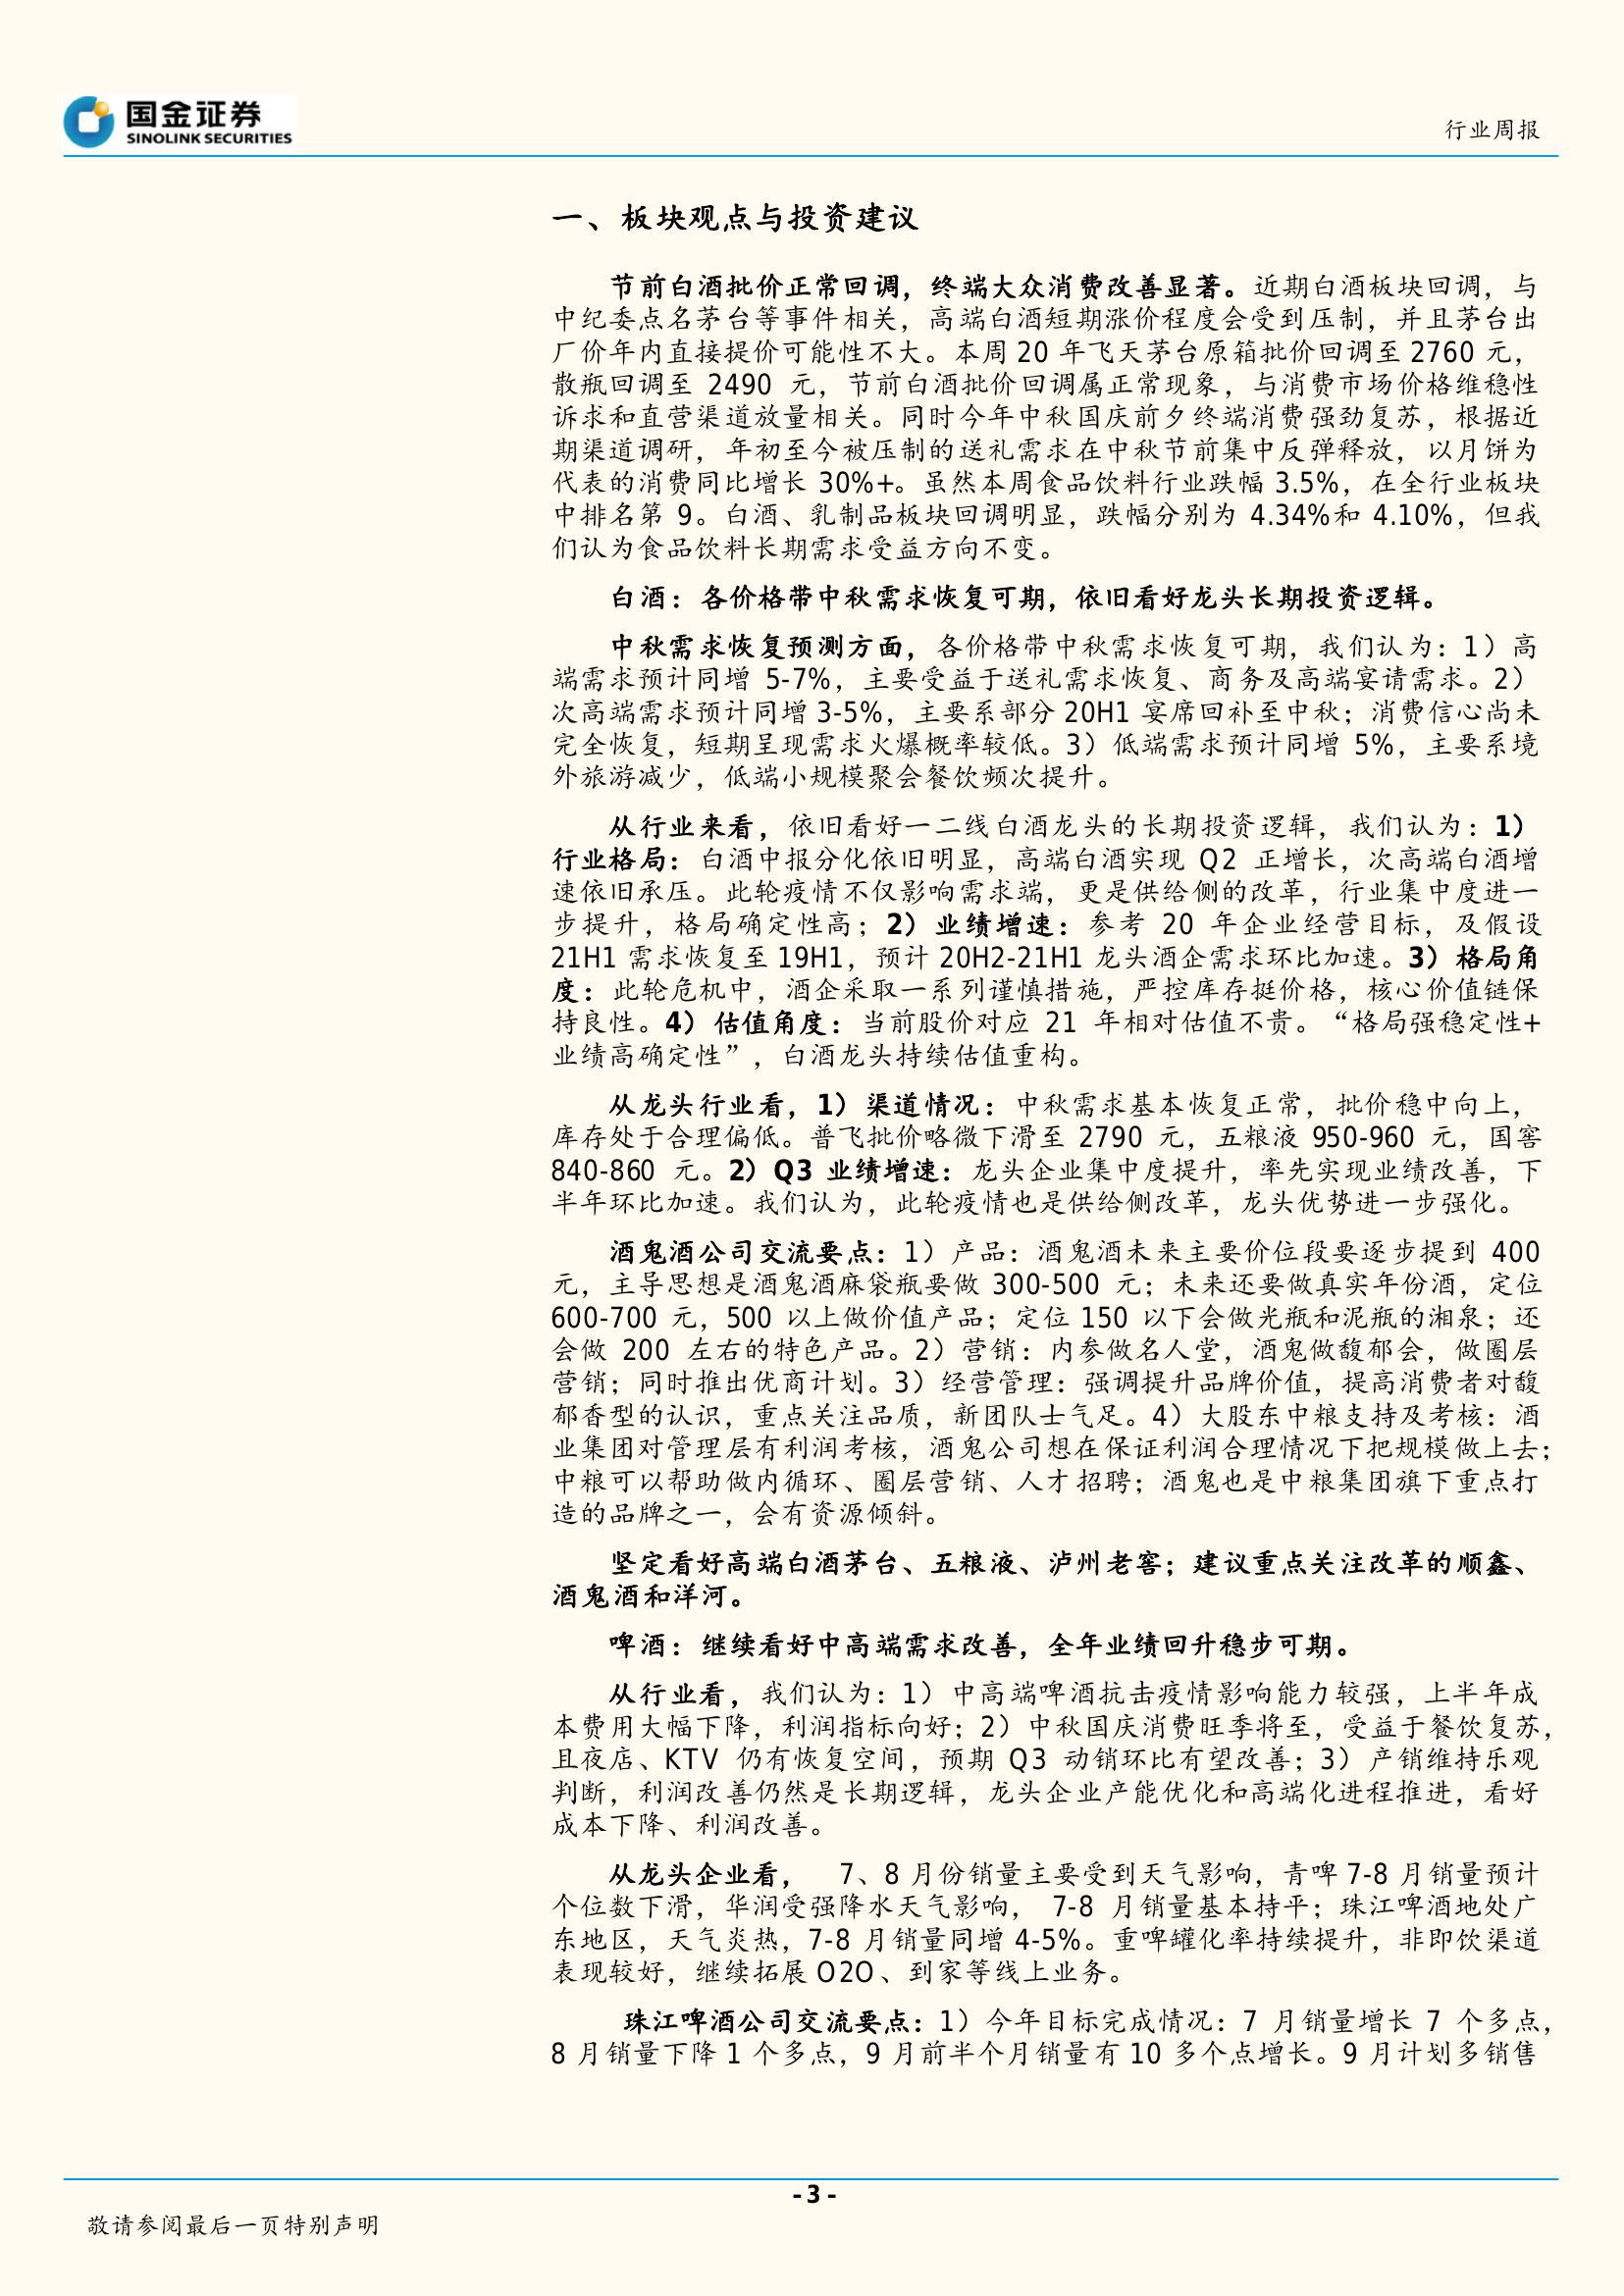 国金证券
SINOLINK SECURITIES
行业周报
一、板块观点与投资建议
节前白酒批价正常回调，终端大众消费改善显著。近期白酒板块回调，与
中纪委点名茅台等事件相关，高端白酒短期涨价程度会受到压制，并且茅台出
厂价年内直接提价可能性不大。本周 20 年飞天茅台原箱批价回调至 2760 元，
散瓶回调至 2490 元，节前白酒批价回调属正常现象，与消费市场价格维稳性
诉求和直营渠道放量相关。同时今年中秋国庆前夕终端消费强劲复苏，根据近
期渠道调研，年初至今被压制的送礼需求在中秋节前集中反弹释放，以月饼为
代表的消费同比增长 30%+。虽然本周食品饮料行业跌幅 3.5%，在全行业板块
中排名第 9。白酒、乳制品板块回调明显，跌幅分别为 4.34%和 4.10%，但我
们认为食品饮料长期需求受益方向不变。
白酒：各价格带中秋需求恢复可期，依旧看好龙头长期投资逻辑。
中秋需求恢复预测方面，各价格带中秋需求恢复可期，我们认为：1）高
端需求预计同增 5-7%，主要受益于送礼需求恢复、商务及高端宴请需求。2）
次高端需求预计同增 3-5%，主要系部分 20H1 宴席回补至中秋；消费信心尚未
完全恢复，短期呈现需求火爆概率较低。3）低端需求预计同增 5%，主要系境
外旅游减少，低端小规模聚会餐饮频次提升。
从行业来看，依旧看好一二线白酒龙头的长期投资逻辑，我们认为：1）
行业格局：白酒中报分化依旧明显，高端白酒实现 Q2 正增长，次高端白酒增
速依旧承压。此轮疫情不仅影响需求端，更是供给侧的改革，行业集中度进一
步提升，格局确定性高；2）业绩增速：参考 20 年企业经营目标，及假设
21H1 需求恢复至 19H1，预计 20H2-21H1 龙头酒企需求环比加速。3）格局角
度：此轮危机中，酒企采取一系列谨慎措施，严控库存挺价格，核心价值链保
持良性。4）估值角度：当前股价对应 21 年相对估值不贵。“格局强稳定性+
业绩高确定性”，白酒龙头持续估值重构。
从龙头行业看，1）渠道情况：中秋需求基本恢复正常，批价稳中向上，
库存处于合理偏低。普飞批价略微下滑至 2790 元，五粮液 950-960 元，国窖
840-860 元。2）Q3 业绩增速：龙头企业集中度提升，率先实现业绩改善，下
半年环比加速。我们认为，此轮疫情也是供给侧改革，龙头优势进一步强化。
酒鬼酒公司交流要点：1）产品：酒鬼酒未来主要价位段要逐步提到 400
元，主导思想是酒鬼酒麻袋瓶要做 300-500 元；未来还要做真实年份酒，定位
600-700 元，500 以上做价值产品；定位 150 以下会做光瓶和泥瓶的湘泉；还
会做 200 左右的特色产品。2）营销：内参做名人堂，酒鬼做馥郁会，做圈层
营销；同时推出优商计划。3）经营管理：强调提升品牌价值，提高消费者对馥
郁香型的认识，重点关注品质，新团队士气足。4）大股东中粮支持及考核：酒
业集团对管理层有利润考核，酒鬼公司想在保证利润合理情况下把规模做上去；
中粮可以帮助做内循环、圈层营销、人才招聘；酒鬼也是中粮集团旗下重点打
造的品牌之一，会有资源倾斜。
坚定看好高端白酒茅台、五粮液、泸州老窖；建议重点关注改革的顺鑫、
酒鬼酒和洋河。
啤酒：继续看好中高端需求改善，全年业绩回升稳步可期。
从行业看，我们认为：1）中高端啤酒抗击疫情影响能力较强，上半年成
本费用大幅下降，利润指标向好；2）中秋国庆消费旺季将至，受益于餐饮复苏，
且夜店、KTV 仍有恢复空间，预期 Q3 动销环比有望改善；3）产销维持乐观
判断，利润改善仍然是长期逻辑，龙头企业产能优化和高端化进程推进，看好
成本下降、利润改善。
从龙头企业看， 7、8 月份销量主要受到天气影响，青啤 7-8 月销量预计
个位数下滑，华润受强降水天气影响， 7-8 月销量基本持平；珠江啤酒地处广
东地区，天气炎热，7-8 月销量同增 4-5%。重啤罐化率持续提升，非即饮渠道
表现较好，继续拓展 O2O、到家等线上业务。
珠江啤酒公司交流要点：1）今年目标完成情况：7 月销量增长 7 个多点，
8 月销量下降 1 个多点，9 月前半个月销量有 10 多个点增长。9 月计划多销售
- 3 -
敬请参阅最后一页特别声明